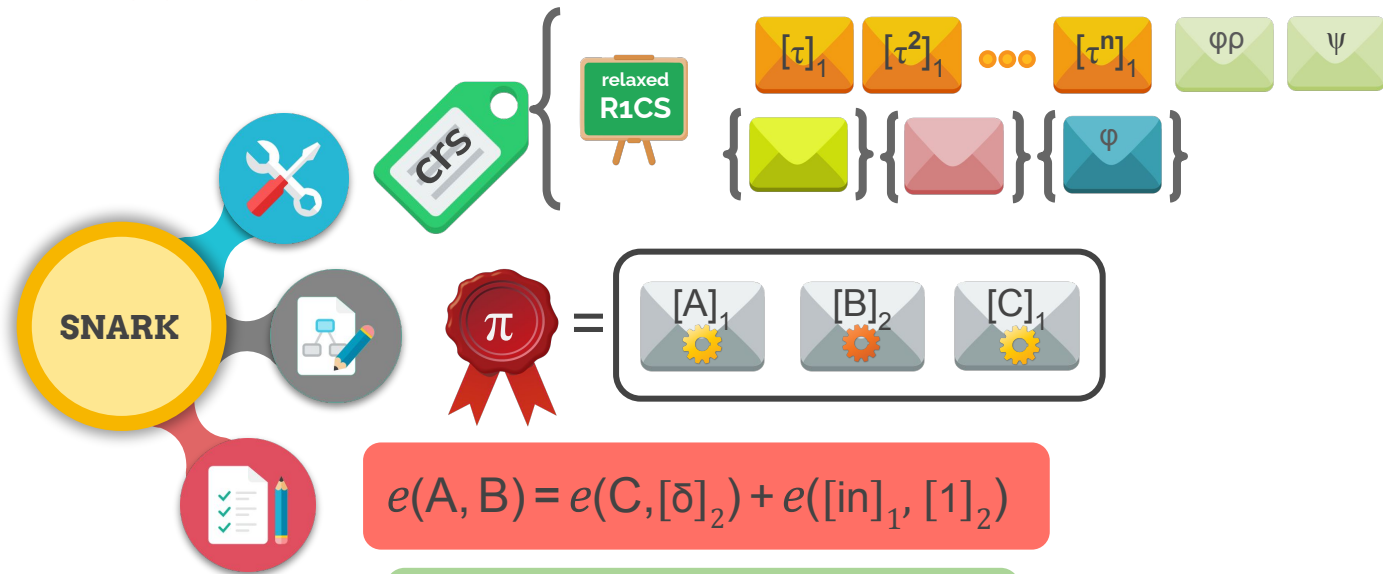 [τ]₁ [τ²]₁ [τⁿ]₁ φρ ψ
relaxed
R1CS
crs
φ
SNARK
π = [A]₁ [B]₂ [C]₁
e(A, B) = e(C,[δ]₂) + e([in]₁, [1]₂)